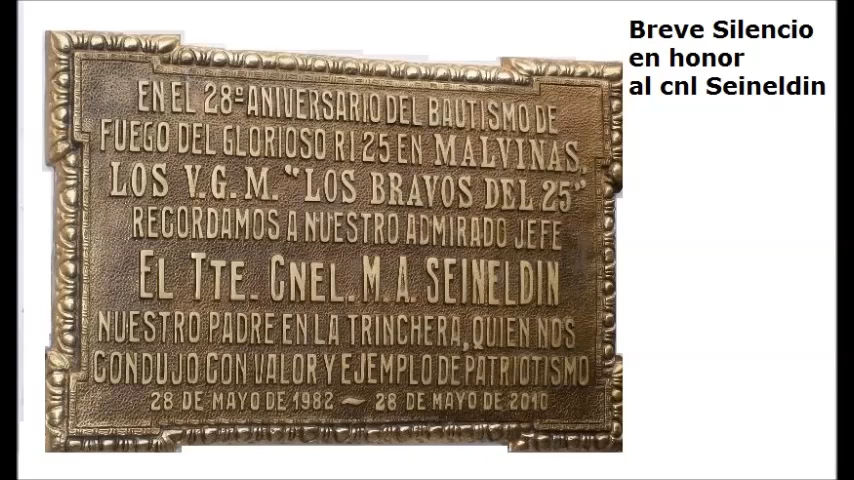 Breve Silencio
en honor
al cnl Seineldin
EN EL 28º ANIVERSARIO DEL BAUTISMO DE
FUEGO DEL GLORIOSO RI 25 EN MALVINAS,
LOS V.G.M. "LOS BRAVOS DEL 25"
RECORDAMOS A NUESTRO ADMIRADO JEFE
EL TTE. CNEL. M.A. SEINELDIN
NUESTRO PADRE EN LA TRINCHERA, QUIEN NOS
CONDUJO CON VALOR Y EJEMPLO DE PATRIOTISMO
28 DE MAYO DE 1982 ~ 28 DE MAYO DE 2010